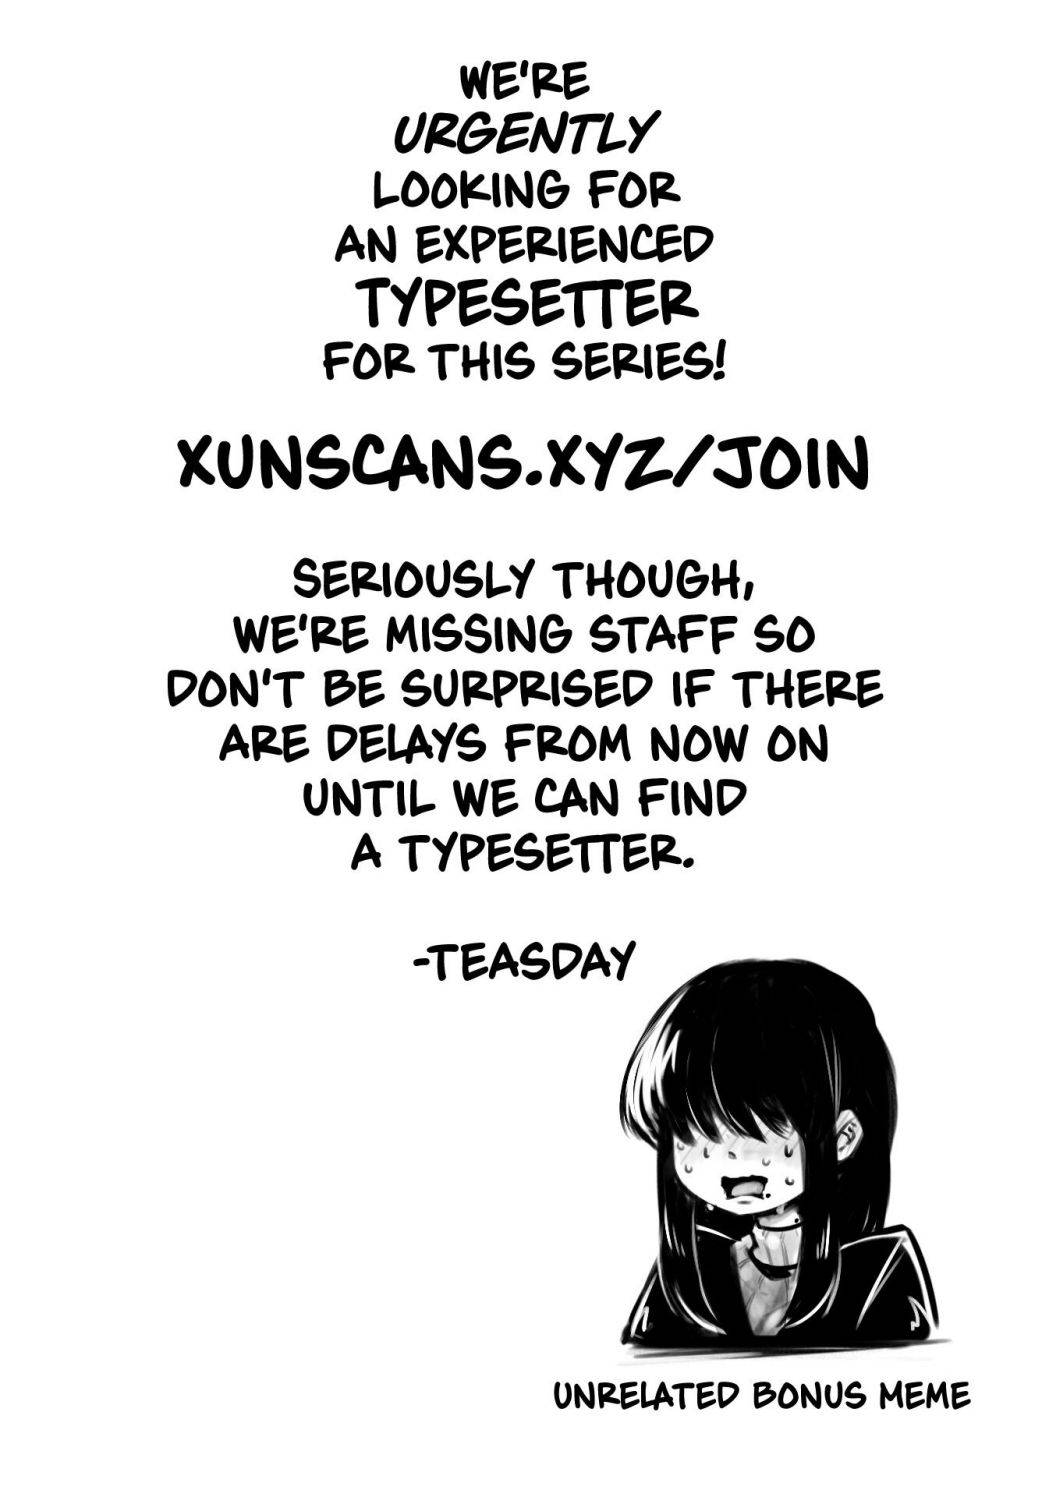 WE'RE
URGENTLY
LOOKING FOR
AN EXPERIENCED
TYPESETTER
FOR THIS SERIES!
XUNSCANS.XYZ/JOIN
SERIOUSLY THOUGH,
WE'RE MISSING STAFF SO
DON'T BE SURPRISED IF THERE
ARE DELAYS FROM NOW ON
UNTIL WE CAN FIND
A TYPESETTER.
-TEASDAY
UNRELATED BONUS MEME